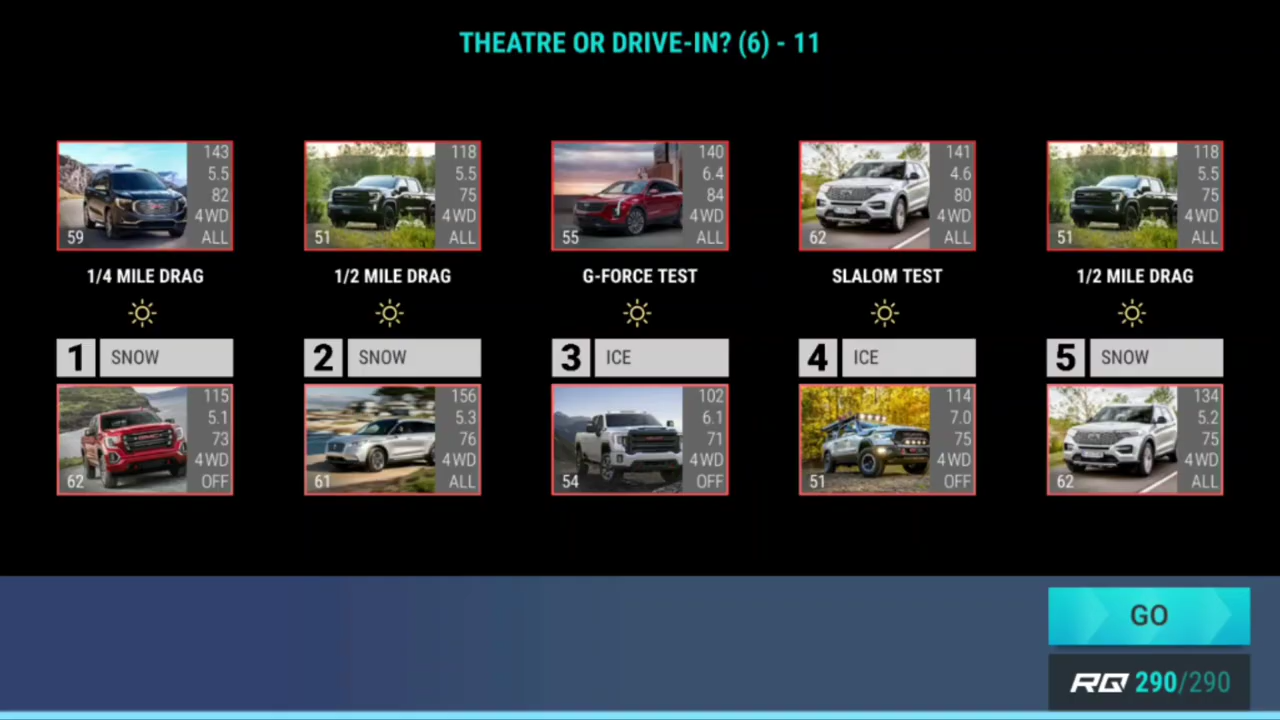 THEATRE OR DRIVE-IN? (6) - 11
143
5.5
82
4WD
ALL
59
118
5.5
75
4WD
ALL
51
140
6.4
84
4WD
ALL
55
141
4.6
80
4WD
ALL
62
118
5.5
75
4WD
ALL
51
1/4 MILE DRAG
1/2 MILE DRAG
G-FORCE TEST
SLALOM TEST
1/2 MILE DRAG
1 SNOW
2 SNOW
3 ICE
4 ICE
5 SNOW
115
5.1
73
4WD
OFF
62
156
5.3
76
4WD
ALL
61
102
6.1
71
4WD
OFF
54
114
7.0
75
4WD
OFF
51
134
5.2
75
4WD
ALL
62
GO
RQ 290/290